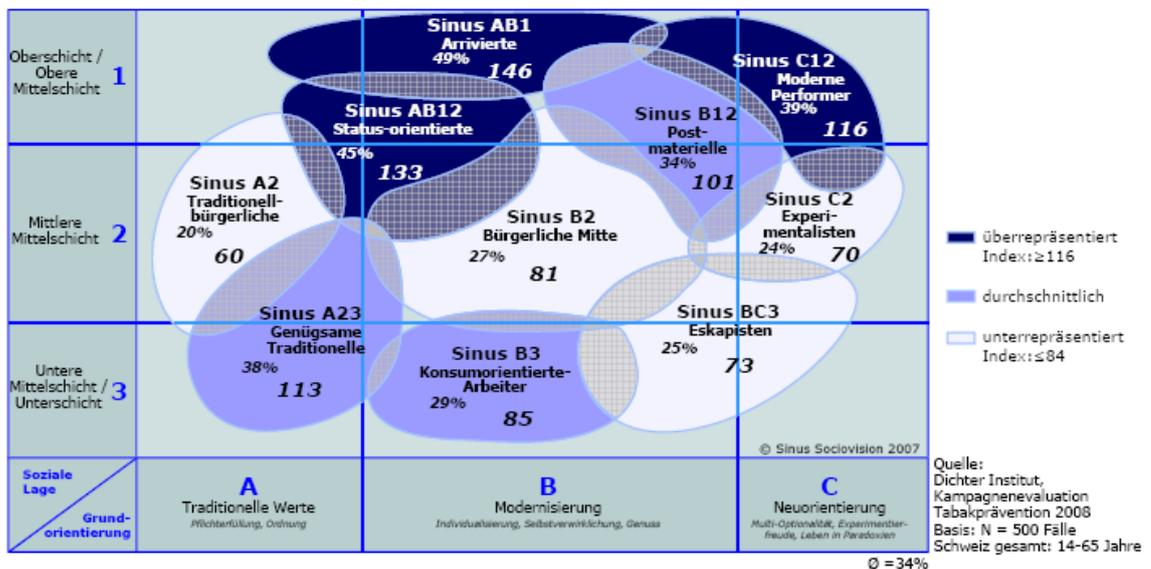 Oberschicht /
Obere
Mittelschicht
1
Sinus AB1
Arrivierte
49%
146
Sinus C12
Moderne
Performer
39%
116
Sinus AB12
Status-orientierte
45%
133
Sinus B12
Post-
materielle
34%
101
Mittlere
Mittelschicht
2
Sinus A2
Traditionell-
bürgerliche
20%
60
Sinus B2
Bürgerliche Mitte
27%
81
Sinus C2
Experi-
mentalisten
24%
70
Untere
Mittelschicht /
Unterschicht
3
Sinus A23
Genügsame
Traditionelle
38%
113
Sinus B3
Konsumorientierte-
Arbeiter
29%
85
Sinus BC3
Eskapisten
25%
73
© Sinus Sociovision 2007
Soziale
Lage
Grund-
orientierung
A
Traditionelle Werte
Pflichterfüllung, Ordnung
B
Modernisierung
Individualisierung, Selbstverwirklichung, Genuss
C
Neuorientierung
Multi-Optionalität, Experimentier-
freude, Leben in Paradoxien
überrepräsentiert
Index:≥116
durchschnittlich
unterrepräsentiert
Index:≤84
Quelle:
Dichter Institut,
Kampagnenevaluation
Tabakprävention 2008
Basis: N = 500 Fälle
Schweiz gesamt: 14-65 Jahre
Ø =34%